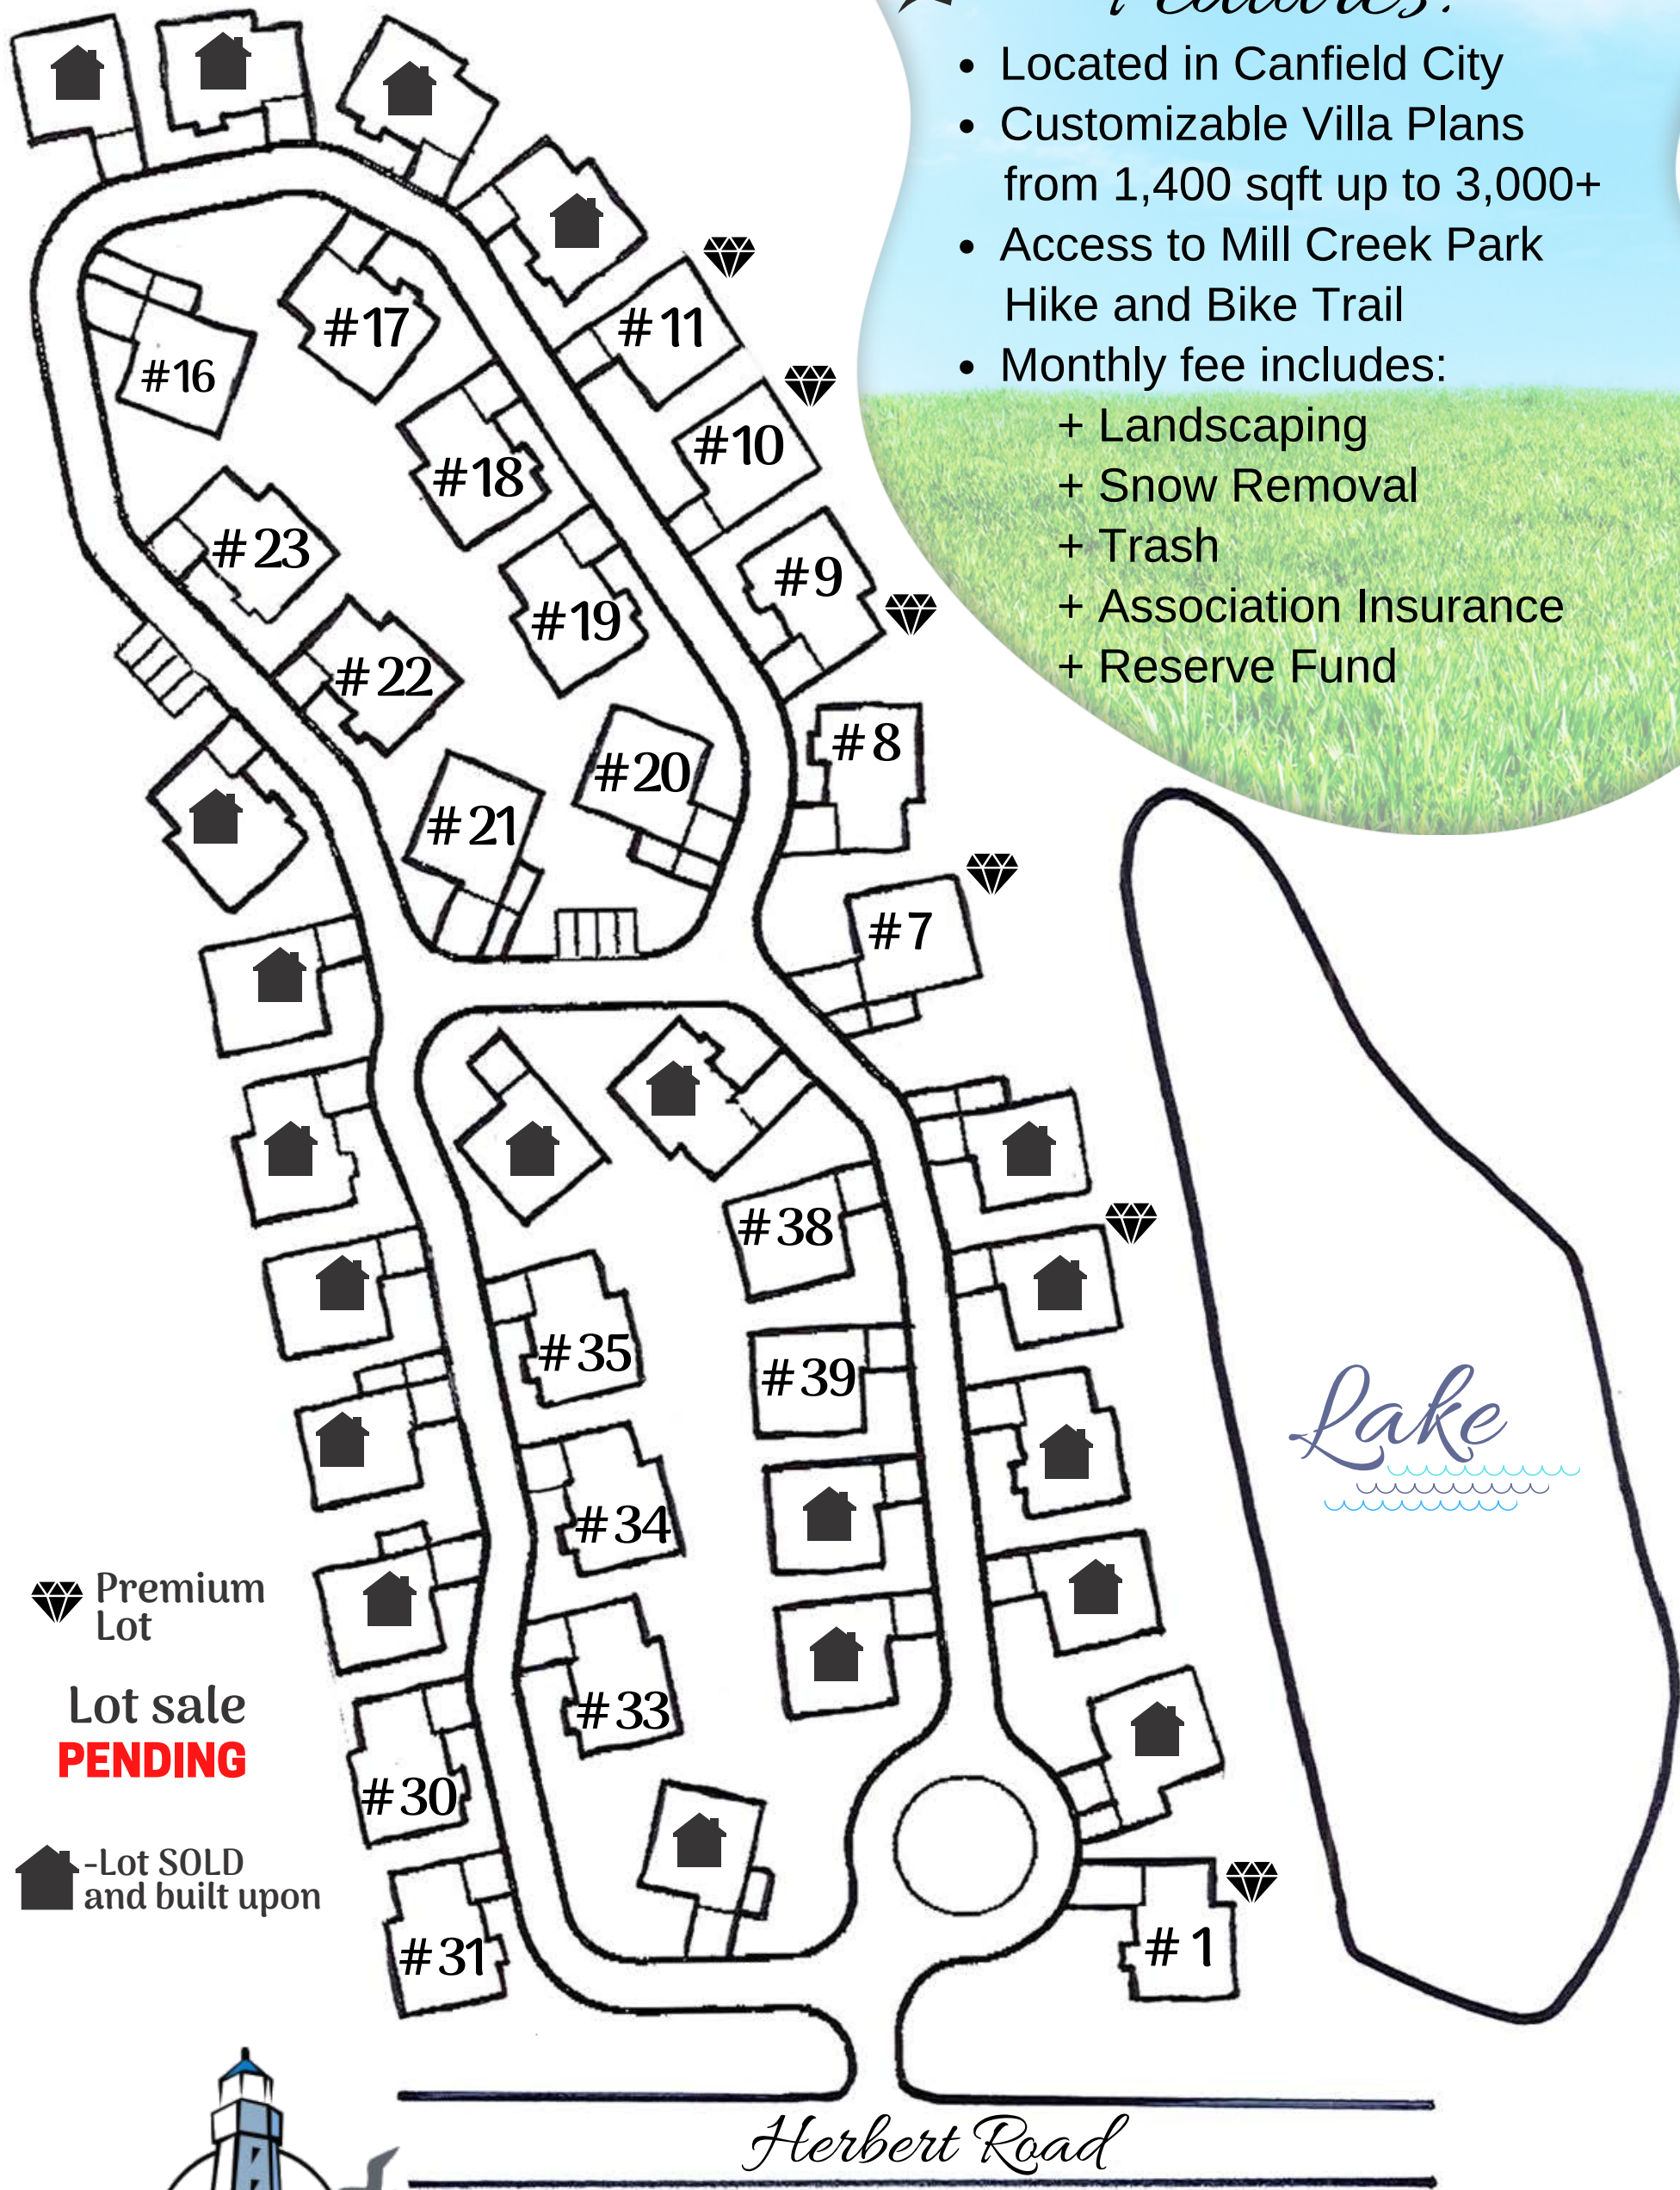 Features:
• Located in Canfield City
• Customizable Villa Plans
from 1,400 sqft up to 3,000+
• Access to Mill Creek Park
Hike and Bike Trail
• Monthly fee includes:
+ Landscaping
+ Snow Removal
+ Trash
+ Association Insurance
+ Reserve Fund
#17
#11
#16
#10
#18
#23
#9
#19
#22
#8
#20
#21
#7
#38
#35
#39
Lake
#34
Premium
Lot
Lot sale
PENDING
#33
#30
-Lot SOLD
and built upon
#31
#1
Herbert Road